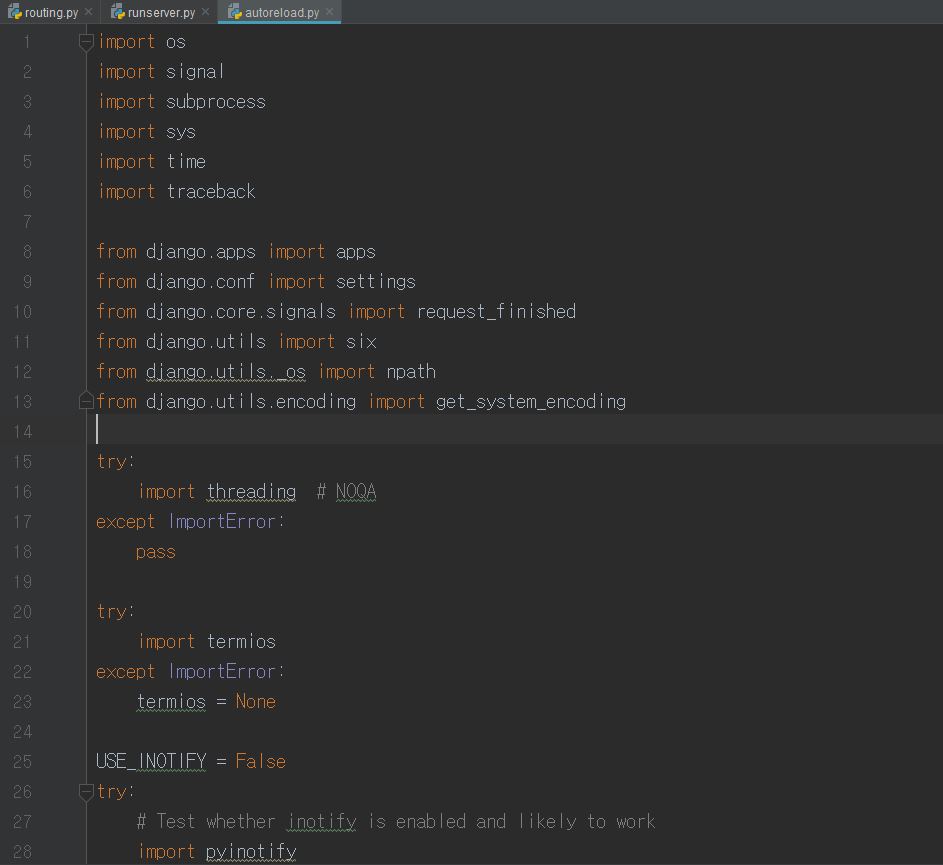 routing.py × runserver.py × autoreload.py ×
1 import os
2 import signal
3 import subprocess
4 import sys
5 import time
6 import traceback
7
8 from django.apps import apps
9 from django.conf import settings
10 from django.core.signals import request_finished
11 from django.utils import six
12 from django.utils._os import npath
13 from django.utils.encoding import get_system_encoding
14
15 try:
16     import threading  # NOQA
17 except ImportError:
18     pass
19
20 try:
21     import termios
22 except ImportError:
23     termios = None
24
25 USE_INOTIFY = False
26 try:
27     # Test whether inotify is enabled and likely to work
28     import pyinotify